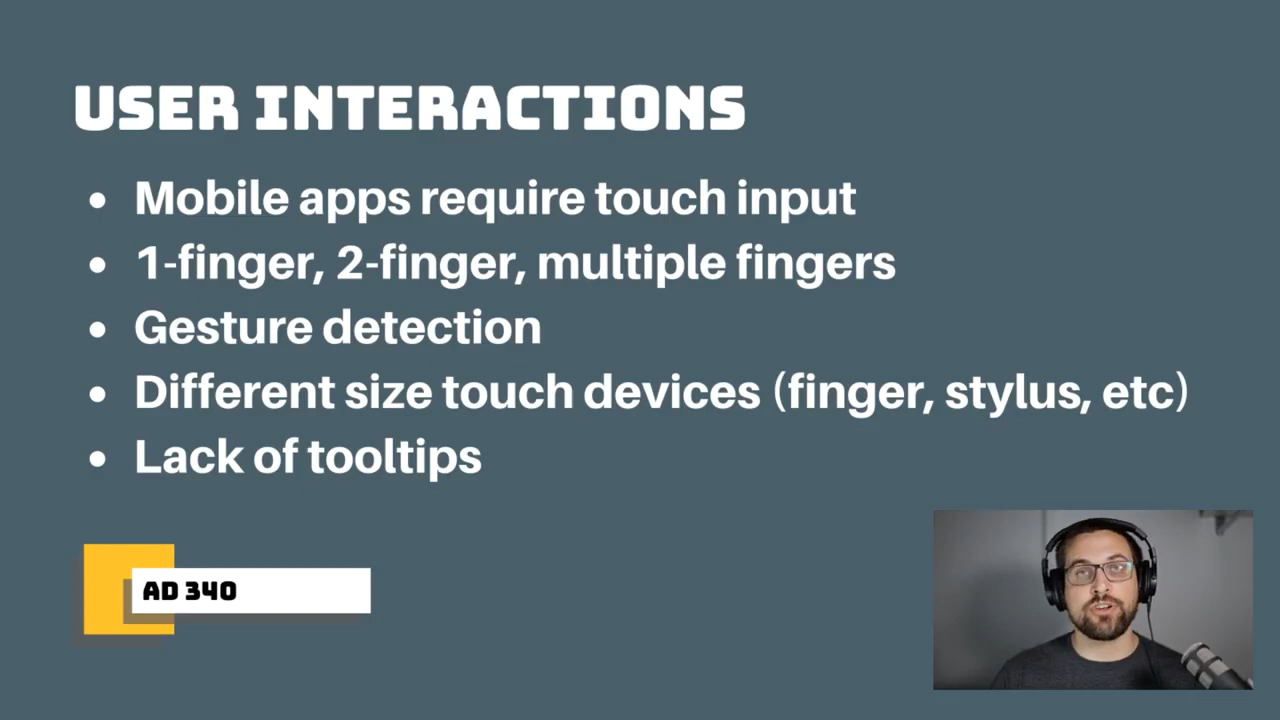 USER INTERACTIONS
• Mobile apps require touch input
• 1-finger, 2-finger, multiple fingers
• Gesture detection
• Different size touch devices (finger, stylus, etc)
• Lack of tooltips
AD 340